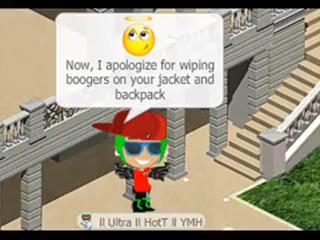 Now, I apologize for wiping
boogers on your jacket and
backpack
ll Ultra ll HotT ll YMH